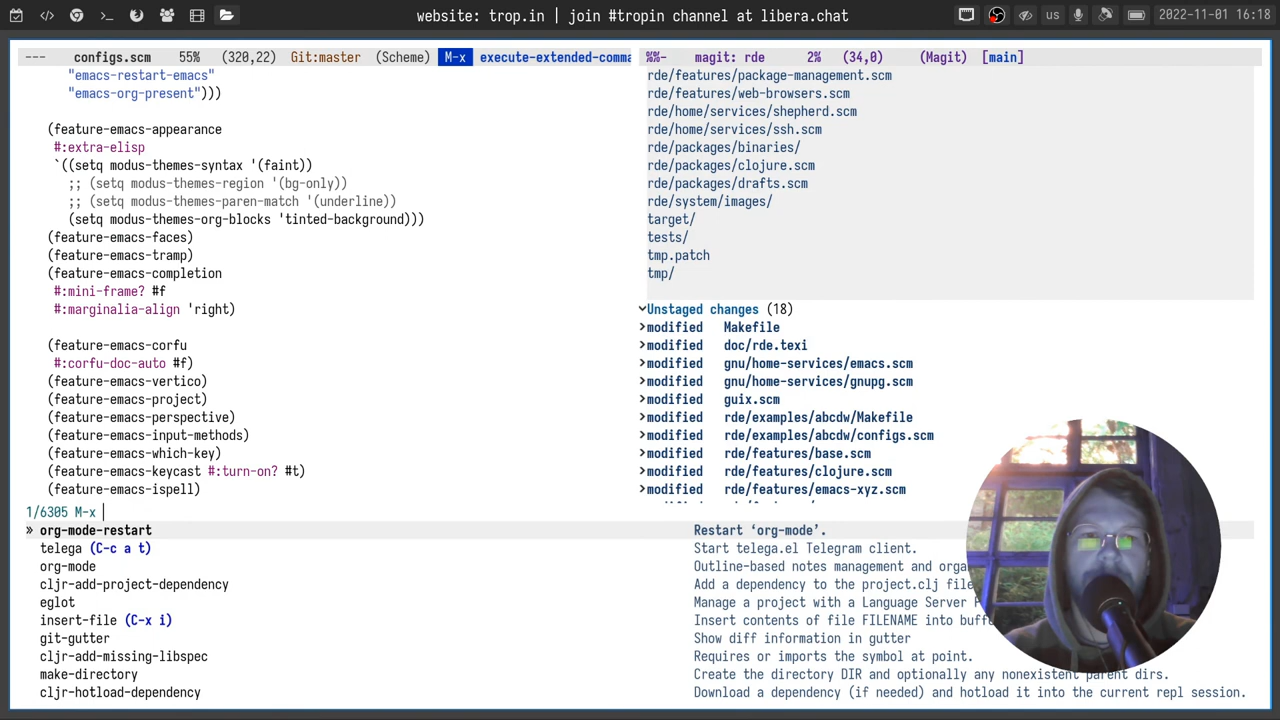 website: trop.in | join #tropin channel at libera.chat
us
2022-11-01 16:18
--- configs.scm 55% (320,22) Git:master (Scheme) M-x execute-extended-comma
"emacs-restart-emacs"
"emacs-org-present")))
(feature-emacs-appearance
#:extra-elisp
`((setq modus-themes-syntax '(faint))
;; (setq modus-themes-region '(bg-only))
;; (setq modus-themes-paren-match '(underline))
(setq modus-themes-org-blocks 'tinted-background)))
(feature-emacs-faces)
(feature-emacs-tramp)
(feature-emacs-completion
#:mini-frame? #f
#:marginalia-align 'right)
(feature-emacs-corfu
#:corfu-doc-auto #f)
(feature-emacs-vertico)
(feature-emacs-project)
(feature-emacs-perspective)
(feature-emacs-input-methods)
(feature-emacs-which-key)
(feature-emacs-keycast #:turn-on? #t)
(feature-emacs-ispell)
%%- magit: rde 2% (34,0) (Magit) [main]
rde/features/package-management.scm
rde/features/web-browsers.scm
rde/home/services/shepherd.scm
rde/home/services/ssh.scm
rde/packages/binaries/
rde/packages/clojure.scm
rde/packages/drafts.scm
rde/system/images/
target/
tests/
tmp.patch
tmp/
Unstaged changes (18)
modified Makefile
modified doc/rde.texi
modified gnu/home-services/emacs.scm
modified gnu/home-services/gnupg.scm
modified guix.scm
modified rde/examples/abcdw/Makefile
modified rde/examples/abcdw/configs.scm
modified rde/features/base.scm
modified rde/features/clojure.scm
modified rde/features/emacs-xyz.scm
1/6305 M-x
» org-mode-restart Restart ‘org-mode’.
telega (C-c a t) Start telega.el Telegram client.
org-mode Outline-based notes management and orga
cljr-add-project-dependency Add a dependency to the project.clj file
eglot Manage a project with a Language Server P
insert-file (C-x i) Insert contents of file FILENAME into buff
git-gutter Show diff information in gutter
cljr-add-missing-libspec Requires or imports the symbol at point.
make-directory Create the directory DIR and optionally any nonexistent parent dirs.
cljr-hotload-dependency Download a dependency (if needed) and hotload it into the current repl session.